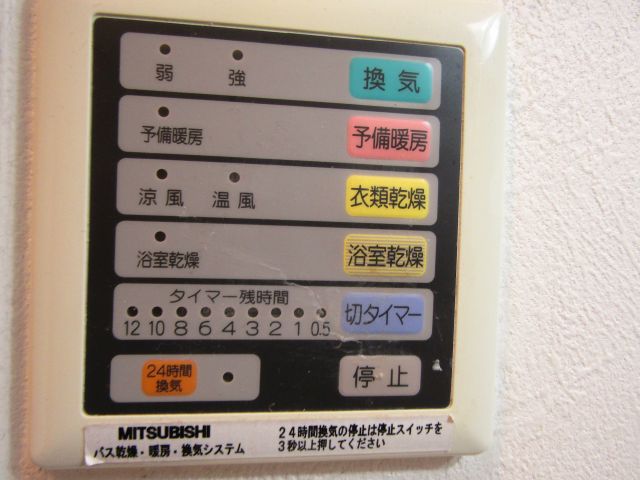 弱 強 換気
予備暖房 予備暖房
涼風 温風 衣類乾燥
浴室乾燥 浴室乾燥
タイマー残時間
12 10 8 6 4 3 2 1 0.5 切タイマー
24時間
換気 停止
MITSUBISHI
バス乾燥・暖房・換気システム
24時間換気の停止は停止スイッチを
3秒以上押してください